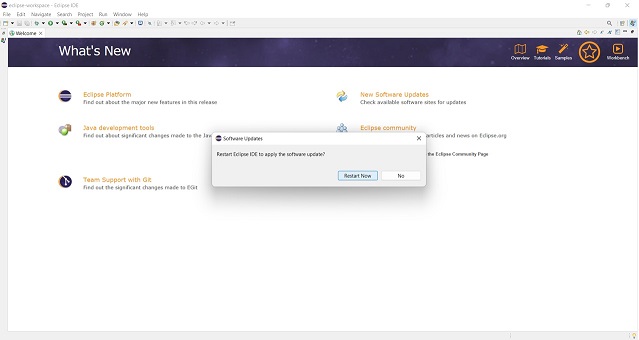 eclipse-workspace - Eclipse IDE
File Edit Navigate Search Project Run Window Help
Welcome
What's New
Overview Tutorials Samples Workbench
Eclipse Platform
Find out about the major new features in this release
New Software Updates
Check available software sites for updates
Java development tools
Find out about significant changes made to the Jav
Eclipse community
articles and news on Eclipse.org
the Eclipse Community Page
Team Support with Git
Find out the significant changes made to EGit
Software Updates
Restart Eclipse IDE to apply the software update?
Restart Now No